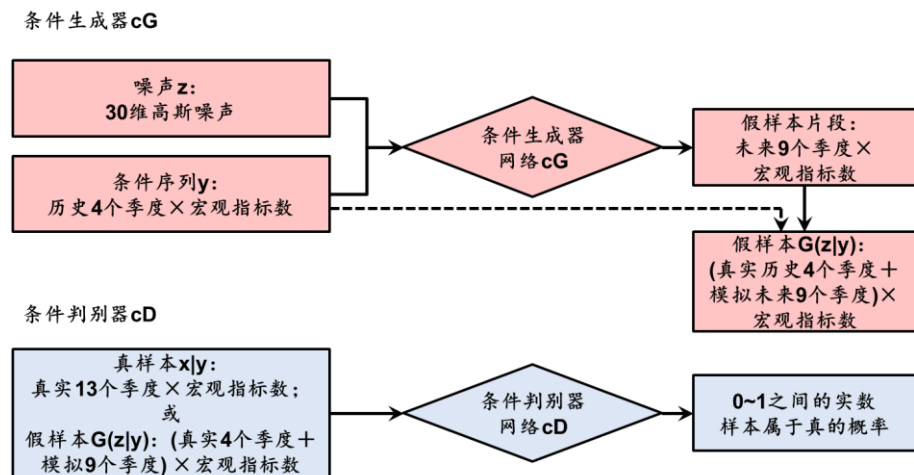 条件生成器cG
噪声z:
30维高斯噪声
条件序列y:
历史4个季度×宏观指标数
条件生成器
网络cG
假样本片段:
未来9个季度×
宏观指标数
假样本G(z|y):
(真实历史4个季度+
模拟未来9个季度)×
宏观指标数
条件判别器cD
真样本x|y:
真实13个季度×宏观指标数;
或
假样本G(z|y): (真实4个季度+
模拟9个季度)×宏观指标数
条件判别器
网络cD
0~1之间的实数
样本属于真的概率